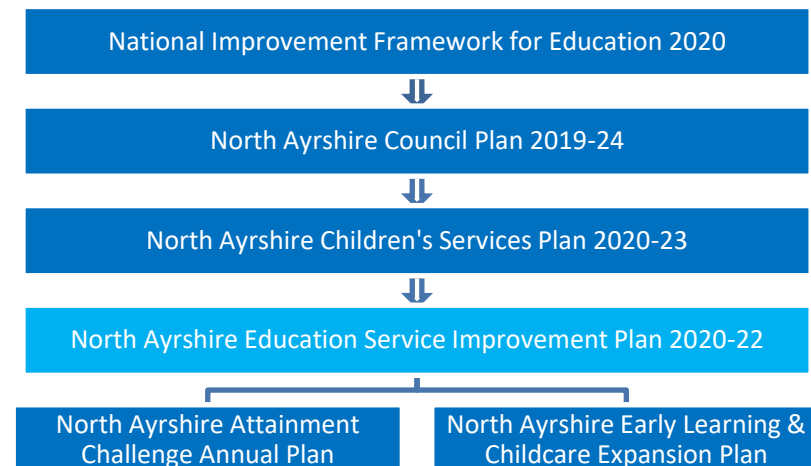 National Improvement Framework for Education 2020
North Ayrshire Council Plan 2019-24
North Ayrshire Children's Services Plan 2020-23
North Ayrshire Education Service Improvement Plan 2020-22
North Ayrshire Attainment
Challenge Annual Plan
North Ayrshire Early Learning &
Childcare Expansion Plan